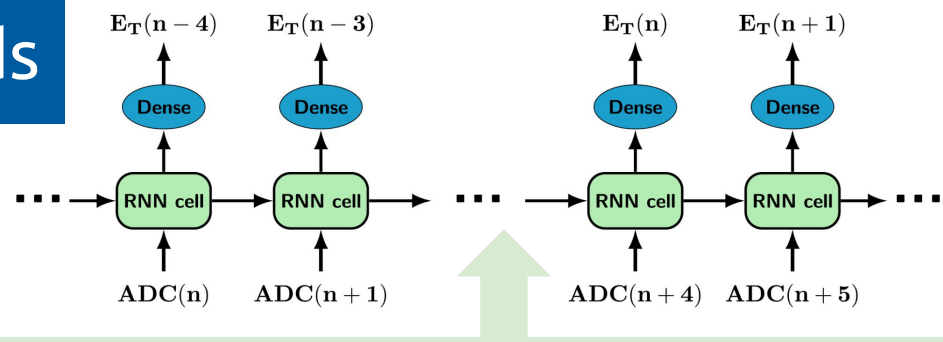 E_T(n − 4) E_T(n − 3) E_T(n) E_T(n + 1)
Dense Dense Dense Dense
... RNN cell RNN cell ... RNN cell RNN cell ...
ADC(n) ADC(n + 1) ADC(n + 4) ADC(n + 5)